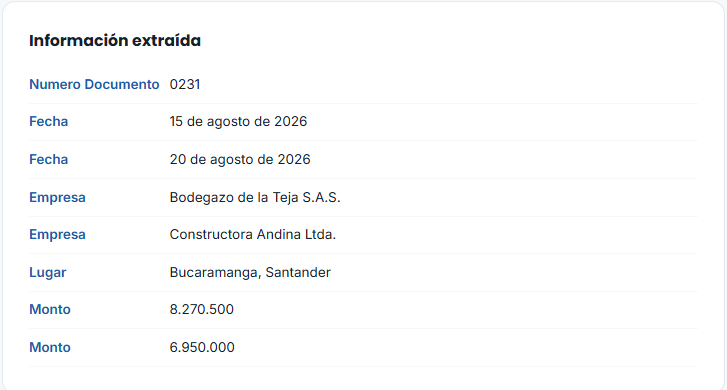 Información extraída
Numero Documento 0231
Fecha 15 de agosto de 2026
Fecha 20 de agosto de 2026
Empresa Bodegazo de la Teja S.A.S.
Empresa Constructora Andina Ltda.
Lugar Bucaramanga, Santander
Monto 8.270.500
Monto 6.950.000